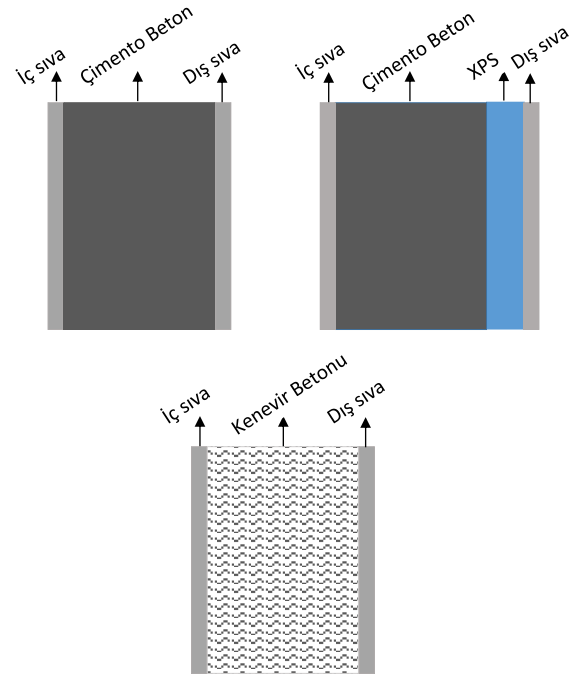 İç sıva
Çimento Beton
Dış sıva
İç sıva
Çimento Beton
XPS
Dış sıva
İç sıva
Kenevir Betonu
Dış sıva